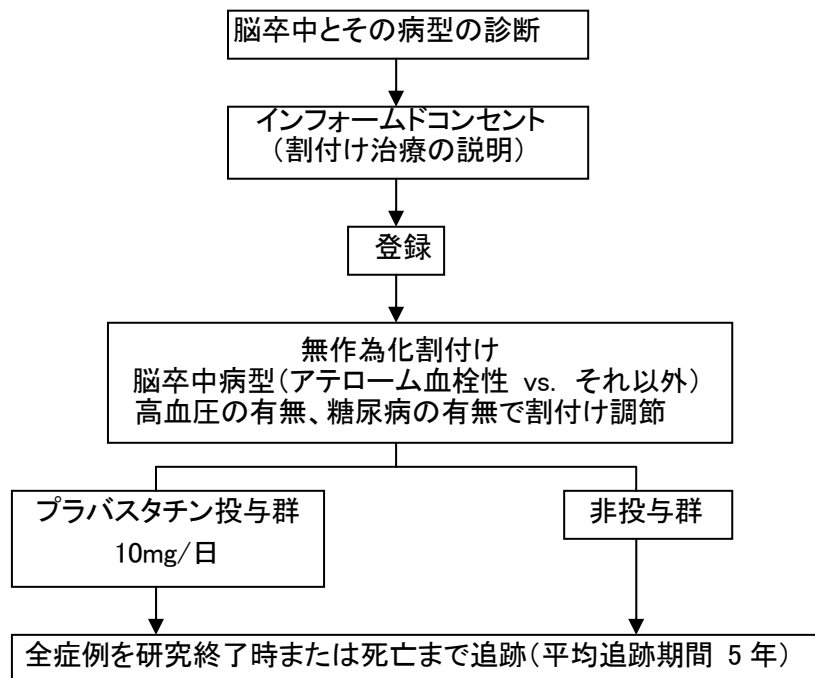 脳卒中とその病型の診断
インフォームドコンセント
（割付け治療の説明）
登録
無作為化割付け
脳卒中病型（アテローム血栓性 vs. それ以外）
高血圧の有無、糖尿病の有無で割付け調節
プラバスタチン投与群
10mg/日
非投与群
全症例を研究終了時または死亡まで追跡（平均追跡期間 5 年）